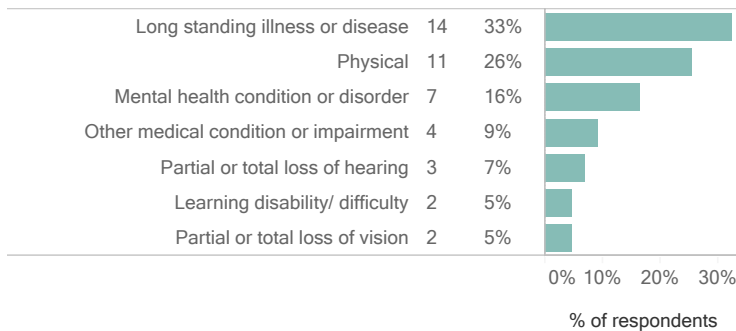 Long standing illness or disease 14 33%
Physical 11 26%
Mental health condition or disorder 7 16%
Other medical condition or impairment 4 9%
Partial or total loss of hearing 3 7%
Learning disability/ difficulty 2 5%
Partial or total loss of vision 2 5%
0% 10% 20% 30%
% of respondents